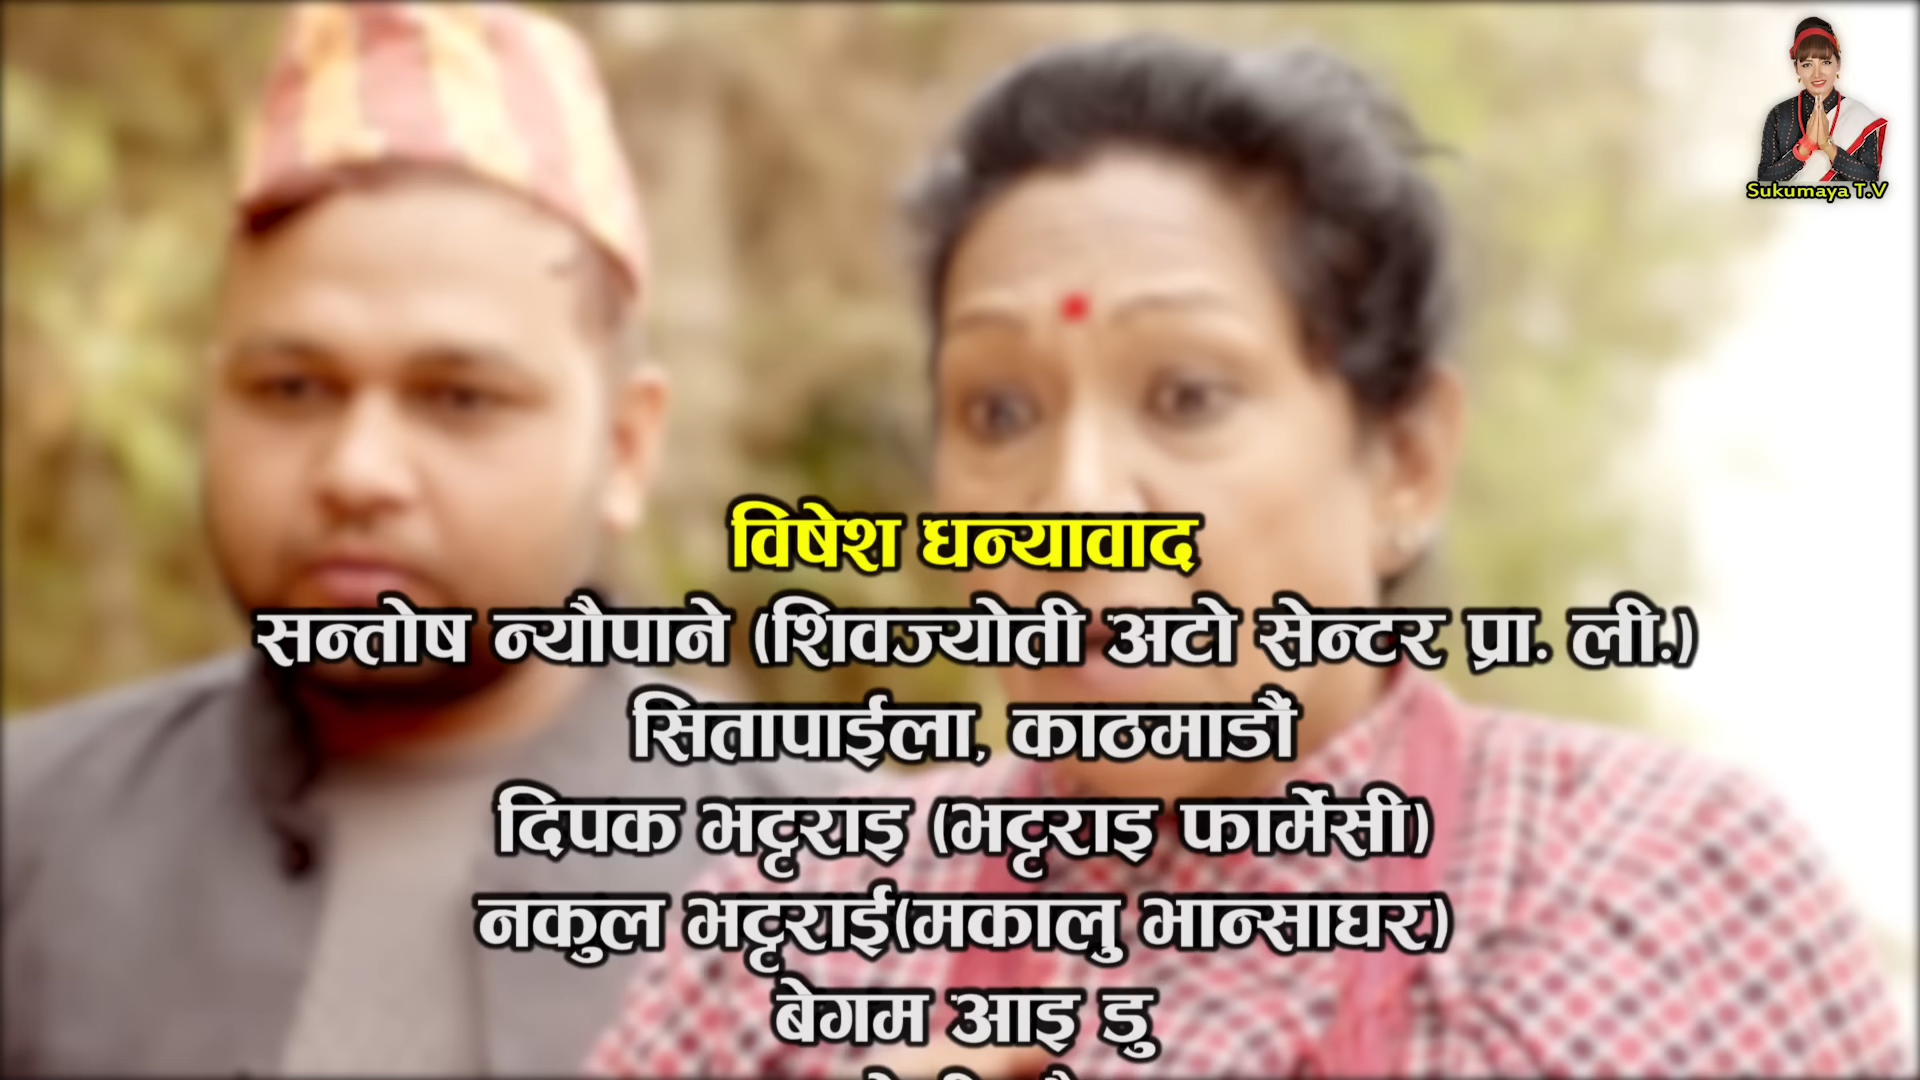 Sukumaya T.V
विषेश धन्यावाद
सन्तोष न्यौपाने (शिवज्योती अटो सेन्टर प्रा. ली.)
सितापाईला, काठमाडौं
दिपक भट्टराइ (भट्टराइ फार्मेसी)
नकुल भट्टराई(मकालु भान्साघर)
बेगम आइ डु